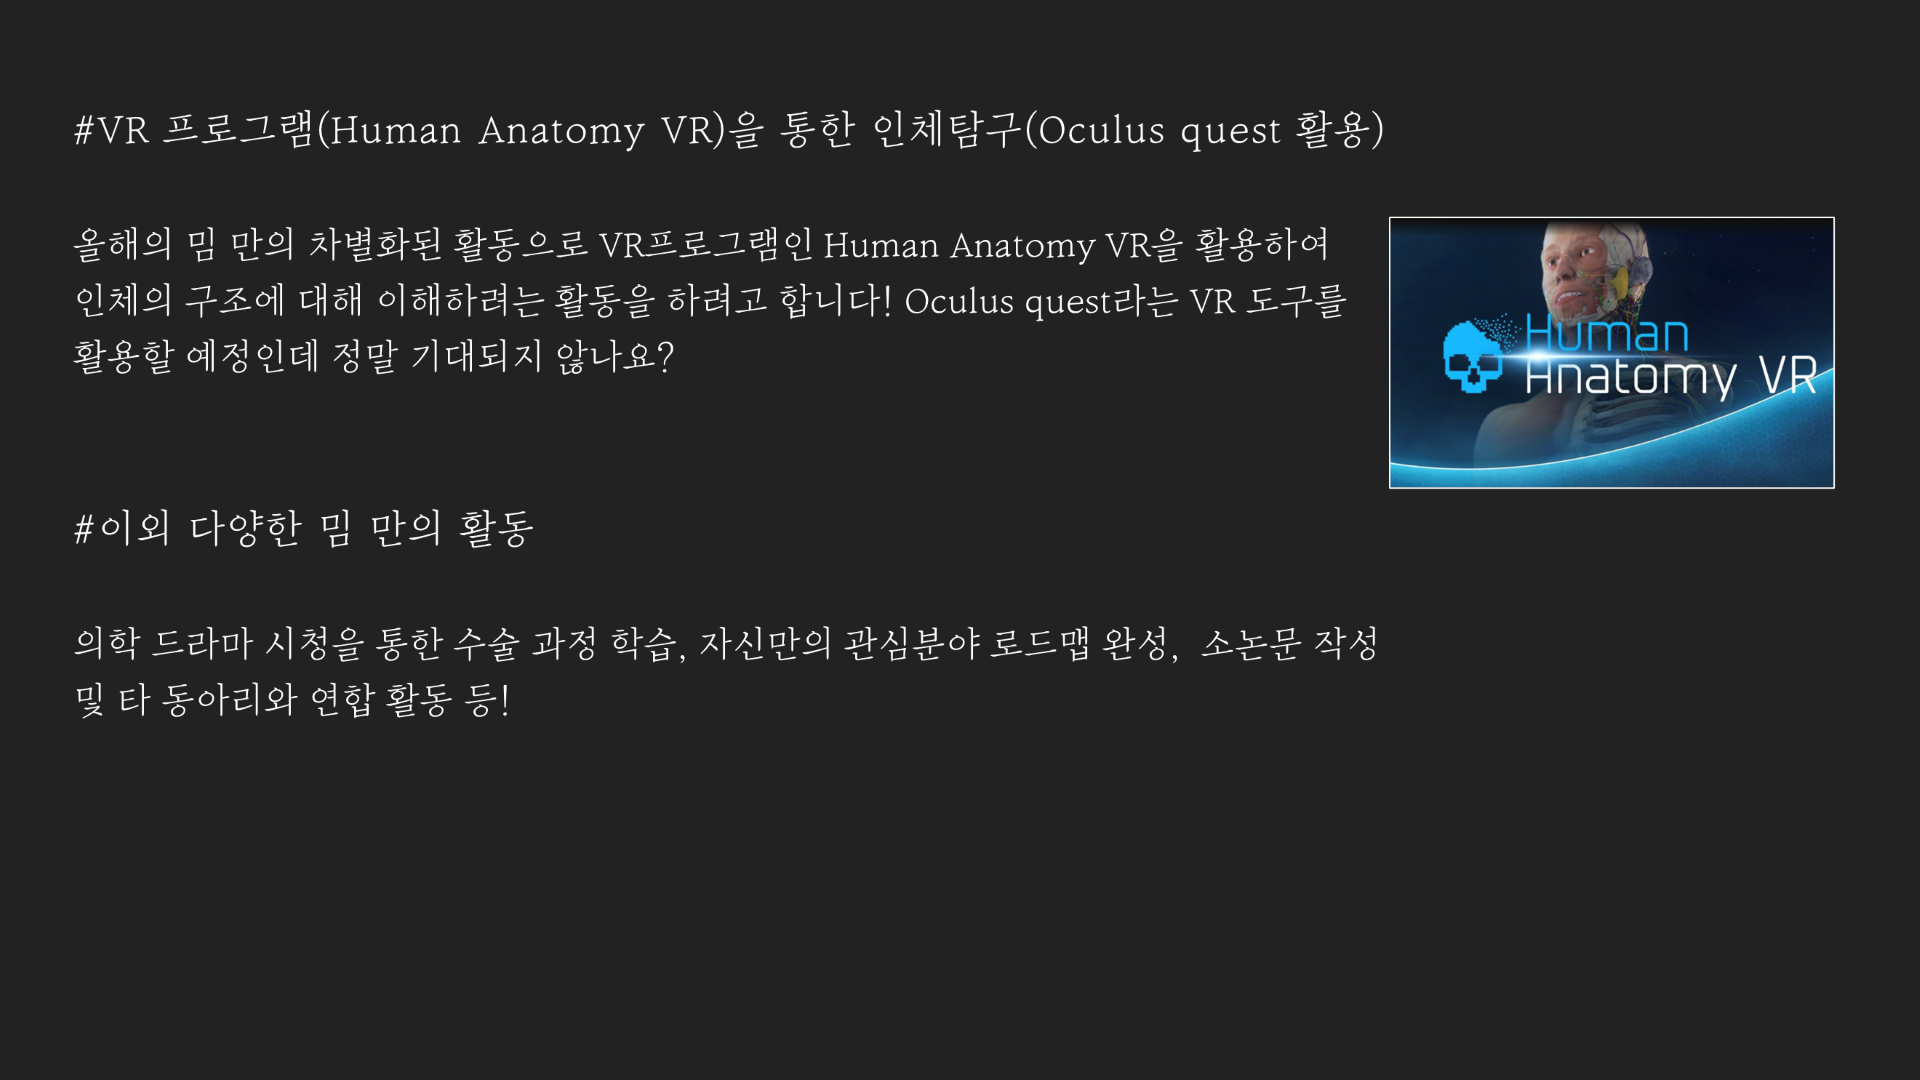 #VR 프로그램(Human Anatomy VR)을 통한 인체탐구(Oculus quest 활용)
올해의 밈 만의 차별화된 활동으로 VR프로그램인 Human Anatomy VR을 활용하여
인체의 구조에 대해 이해하려는 활동을 하려고 합니다! Oculus quest라는 VR 도구를
활용할 예정인데 정말 기대되지 않나요?
Human
Anatomy VR
#이외 다양한 밈 만의 활동
의학 드라마 시청을 통한 수술 과정 학습, 자신만의 관심분야 로드맵 완성, 소논문 작성
및 타 동아리와 연합 활동 등!